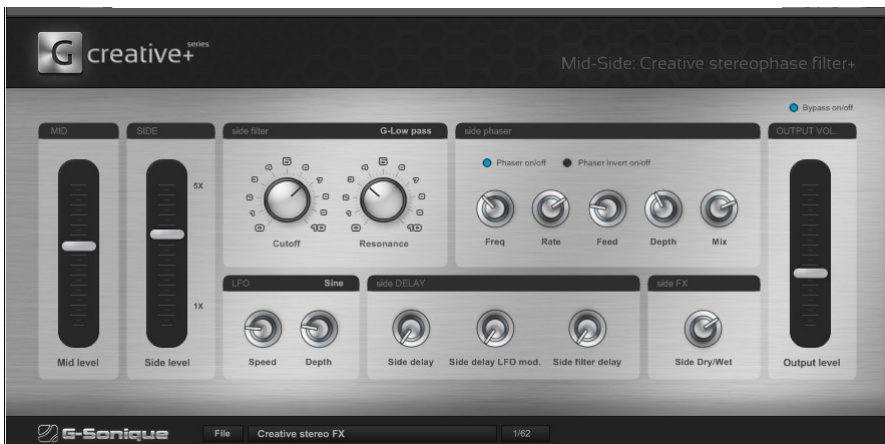 G creative+ series
Mid-Side: Creative stereophase filter+
Bypass on/off
MID
SIDE
side filter G-Low pass
side phaser
OUTPUT VOL.
Phaser on/off Phaser Invert on/off
5X
Cutoff Resonance
Freq Rate Feed Depth Mix
LFO Sine
side DELAY
side FX
1X
Mid level
Side level
Speed Depth
Side delay Side delay LFO mod. Side filter delay
Side Dry/Wet
Output level
G-Sonique
File
Creative stereo FX
1/62